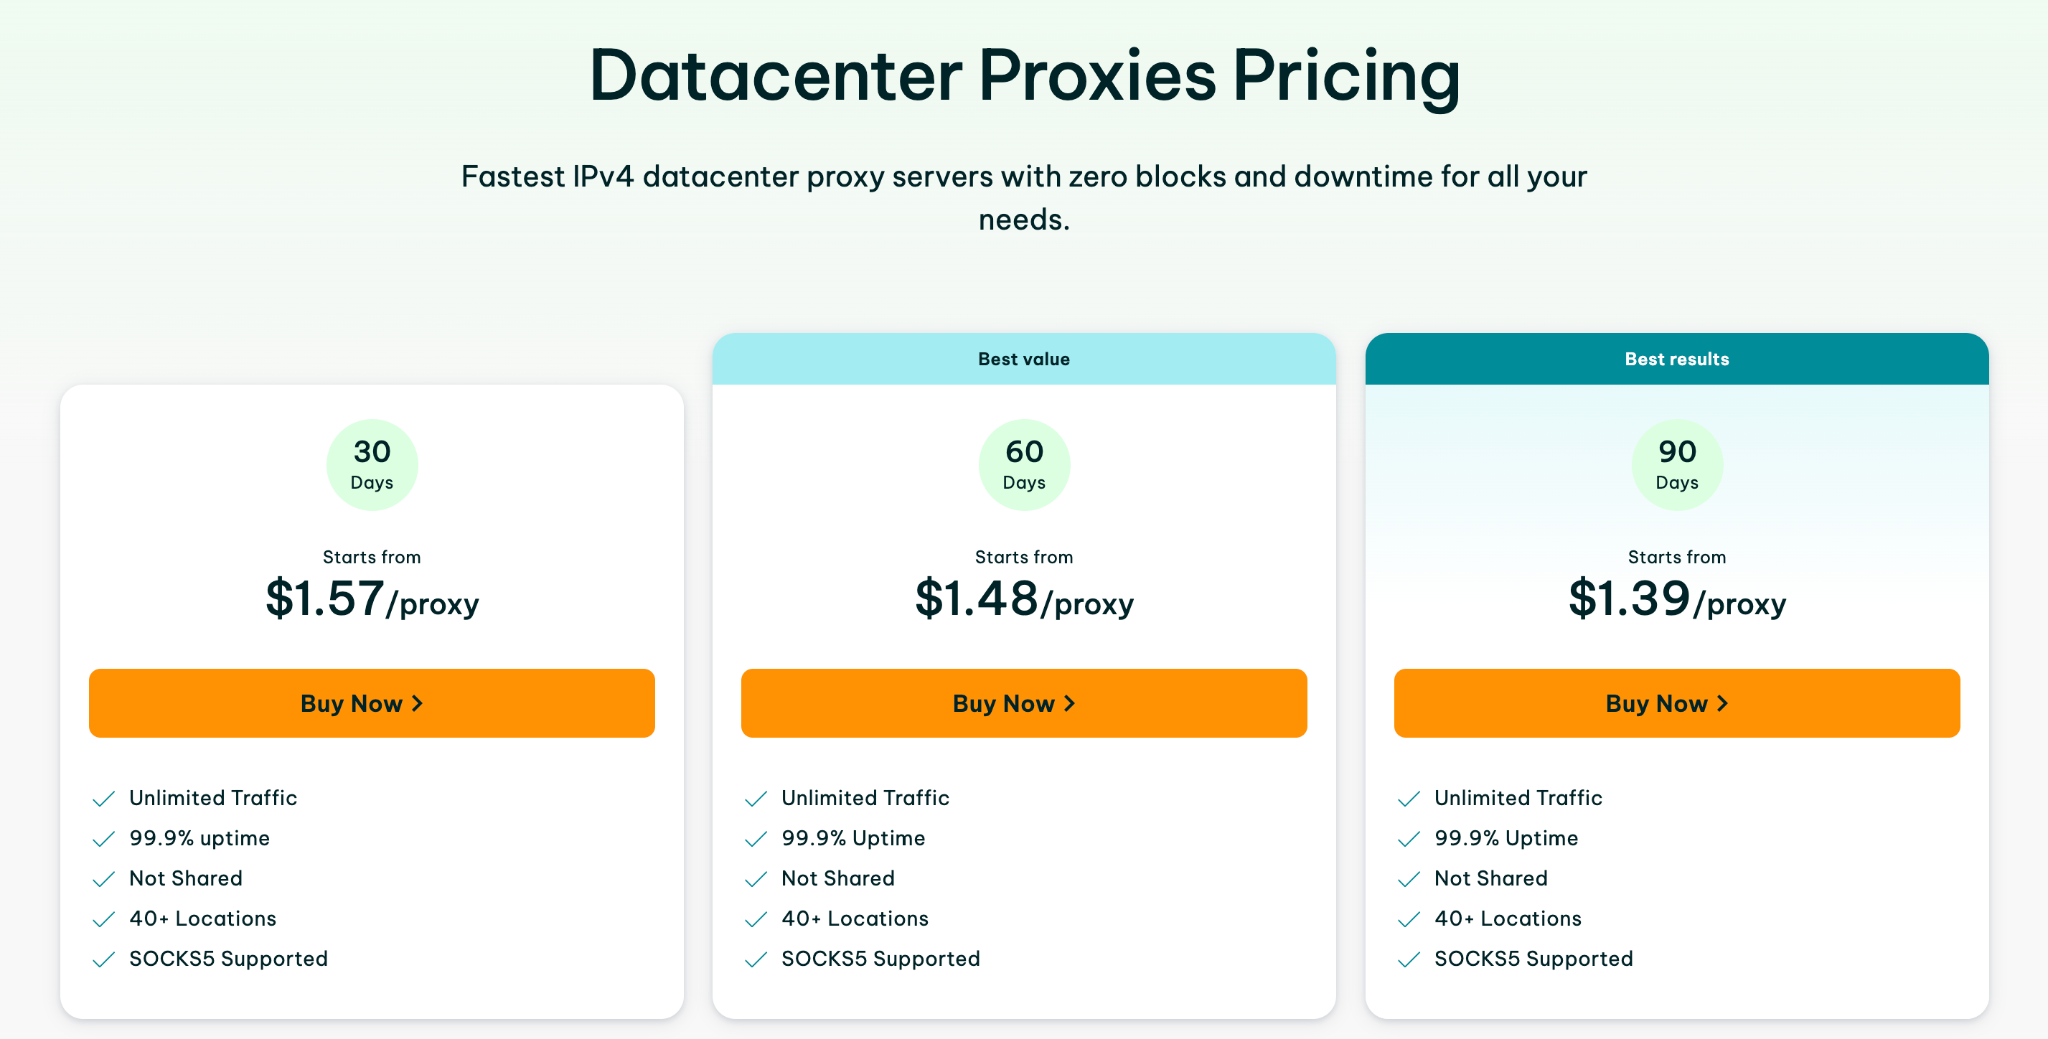 Datacenter Proxies Pricing
Fastest IPv4 datacenter proxy servers with zero blocks and downtime for all your
needs.
30
Days
Starts from
$1.57/proxy
Buy Now
Unlimited Traffic
99.9% uptime
Not Shared
40+ Locations
SOCKS5 Supported
Best value
60
Days
Starts from
$1.48/proxy
Buy Now
Unlimited Traffic
99.9% Uptime
Not Shared
40+ Locations
SOCKS5 Supported
Best results
90
Days
Starts from
$1.39/proxy
Buy Now
Unlimited Traffic
99.9% Uptime
Not Shared
40+ Locations
SOCKS5 Supported